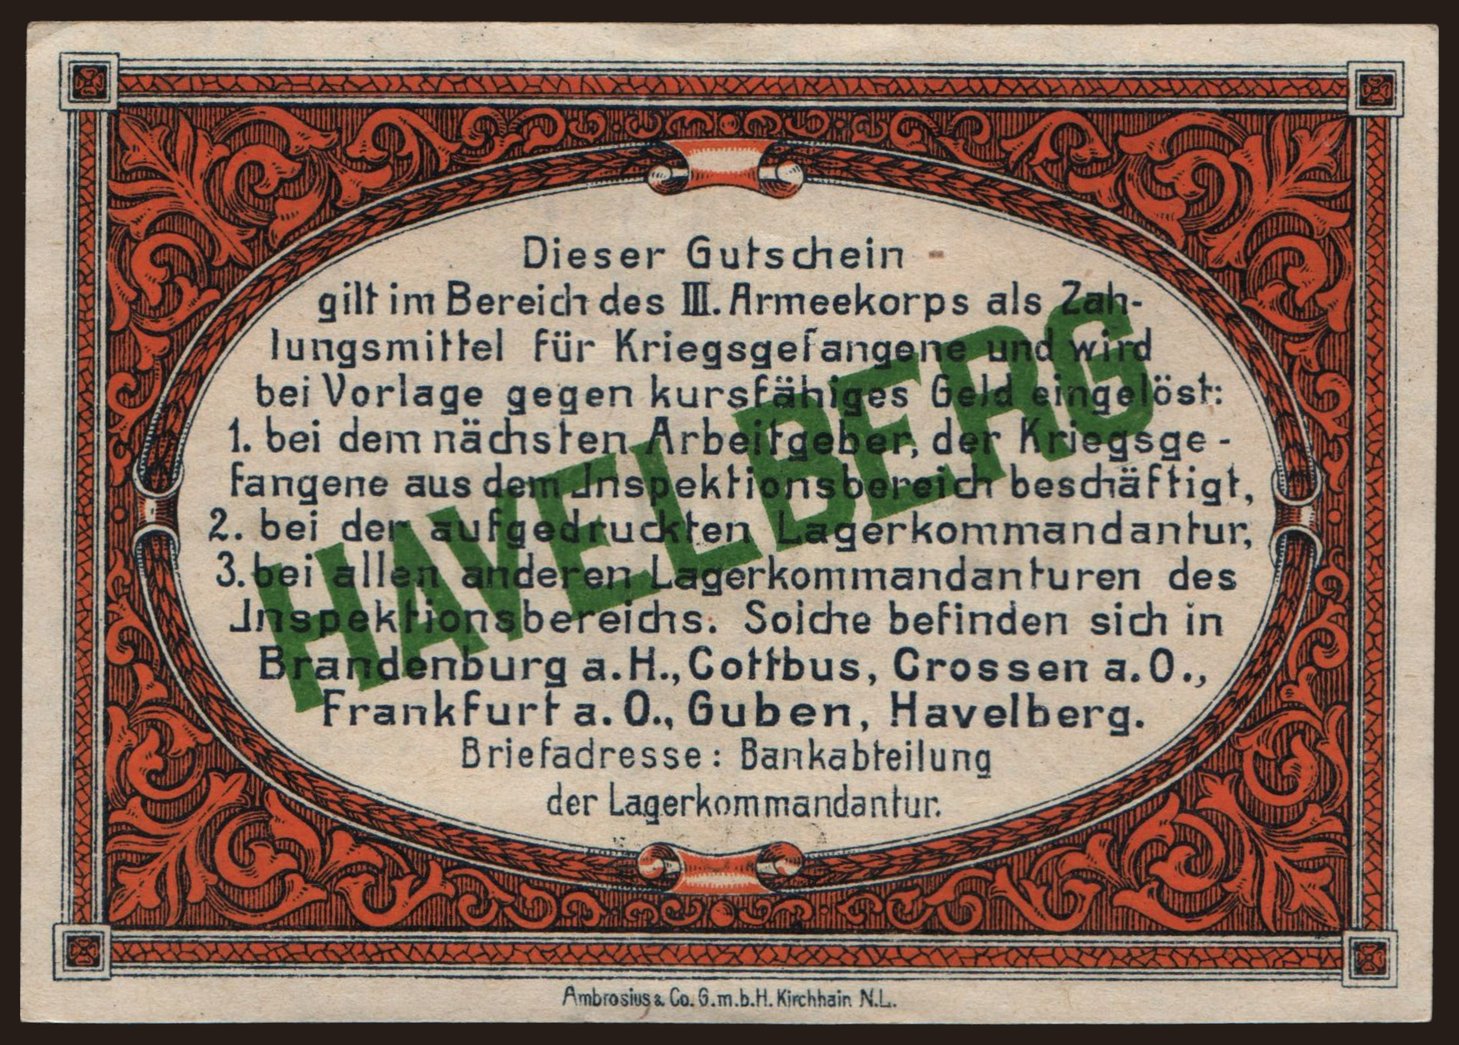 Dieser Gutschein
gilt im Bereich des III. Armeekorps als Zah-
lungsmittel für Kriegsgefangene und wird
bei Vorlage gegen kursfähiges Geld eingelöst:
1. bei dem nächsten Arbeitgeber, der Kriegsge-
fangene aus dem Inspektionsbereich beschäftigt,
2. bei der aufgedruckten Lagerkommandantur,
3. bei allen anderen Lagerkommandanturen des
Inspektionsbereichs. Solche befinden sich in
Brandenburg a. H., Cottbus, Crossen a. O.,
Frankfurt a. O., Guben, Havelberg.
Briefadresse: Bankabteilung
der Lagerkommandantur.
HAVELBERG
Ambrosius & Co. G.m.b.H. Kirchhain N.L.